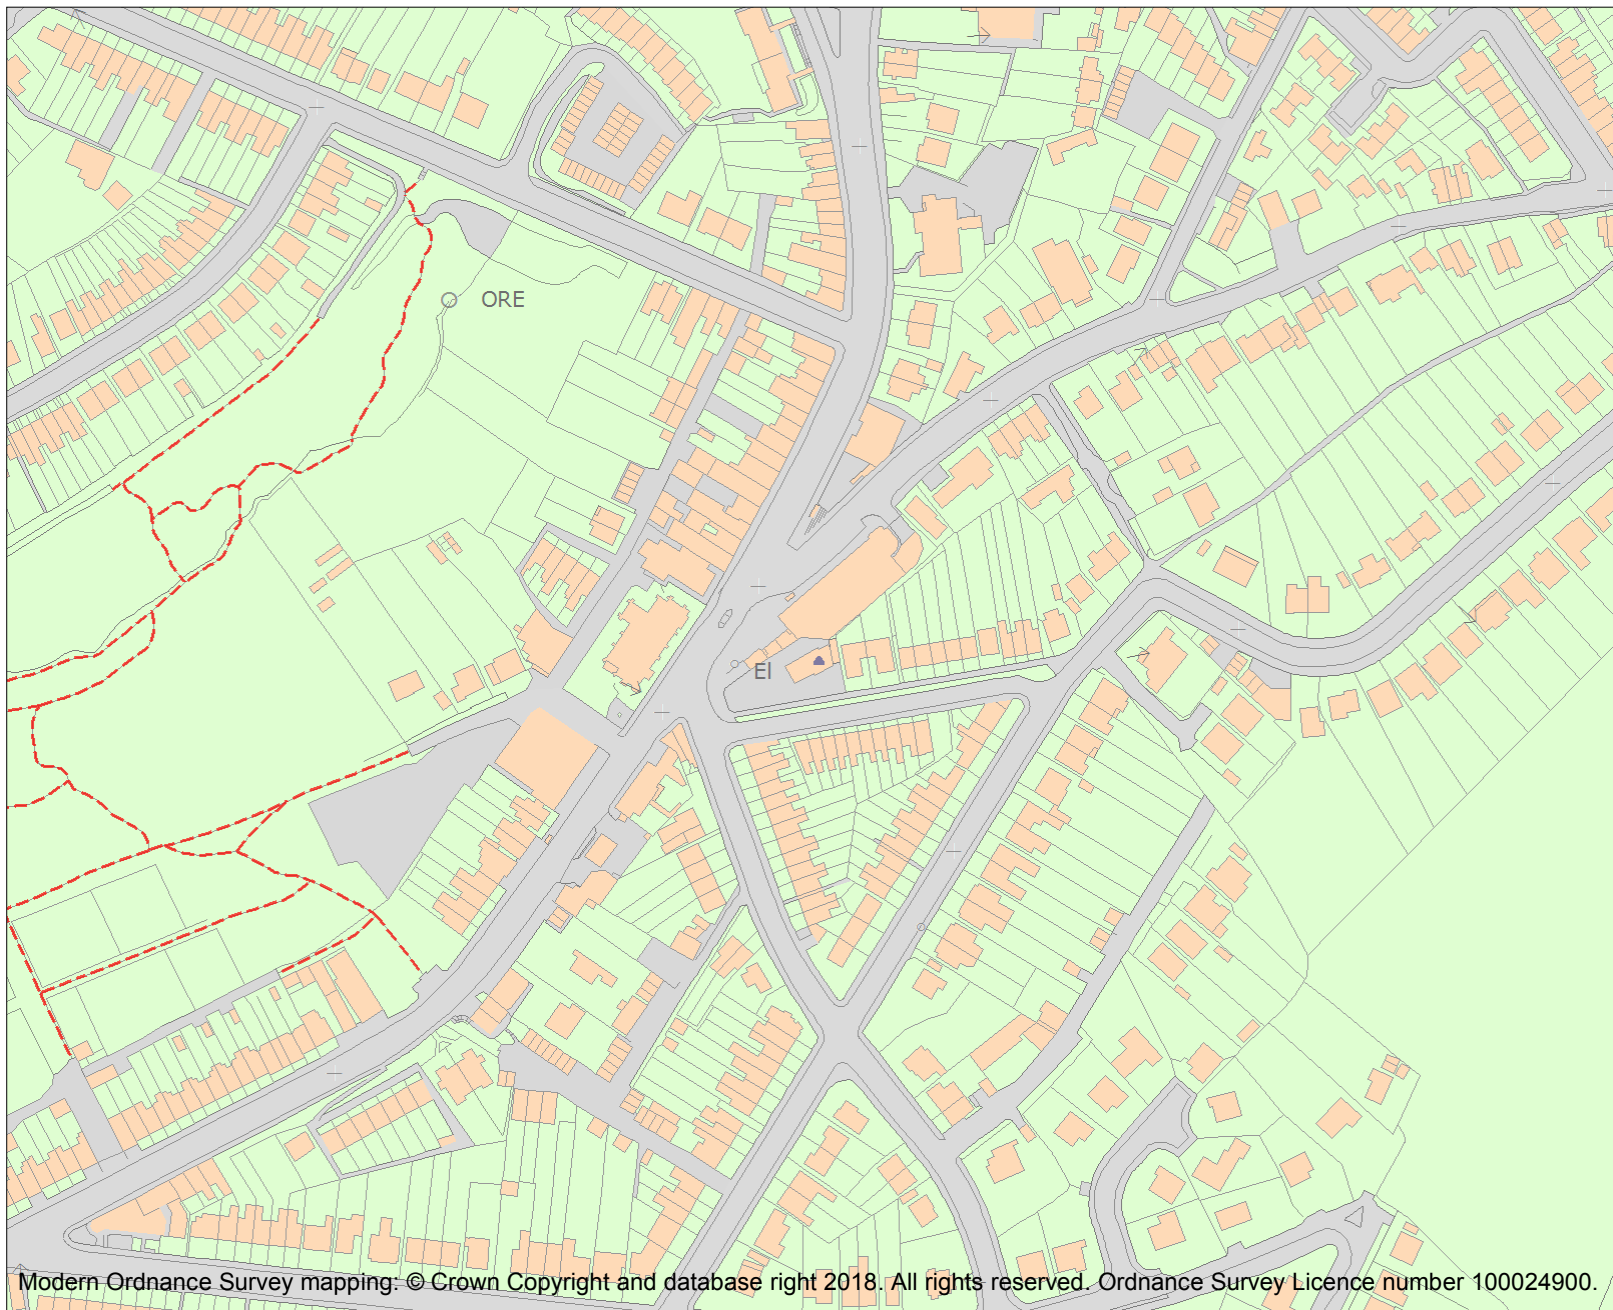 ORE
El
Modern Ordnance Survey mapping: © Crown Copyright and database right 2018. All rights reserved. Ordnance Survey Licence number 100024900.